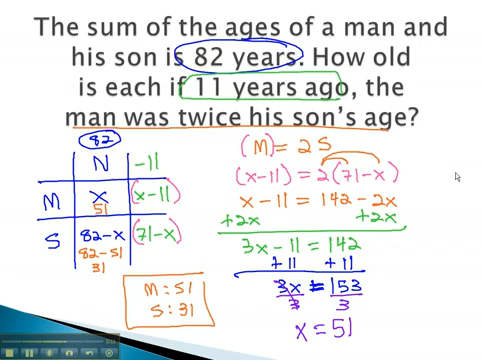 The sum of the ages of a man and
his son is 82 years. How old
is each if 11 years ago, the
man was twice his son's age?
82
N -11
M x (x-11)
51
S 82-x (71-x)
82-51
31
M: 51
S: 31
(M) = 2S
(x-11) = 2(71-x)
x - 11 = 142 - 2x
+2x +2x
3x - 11 = 142
+11 +11
3x = 153
3 3
x = 51